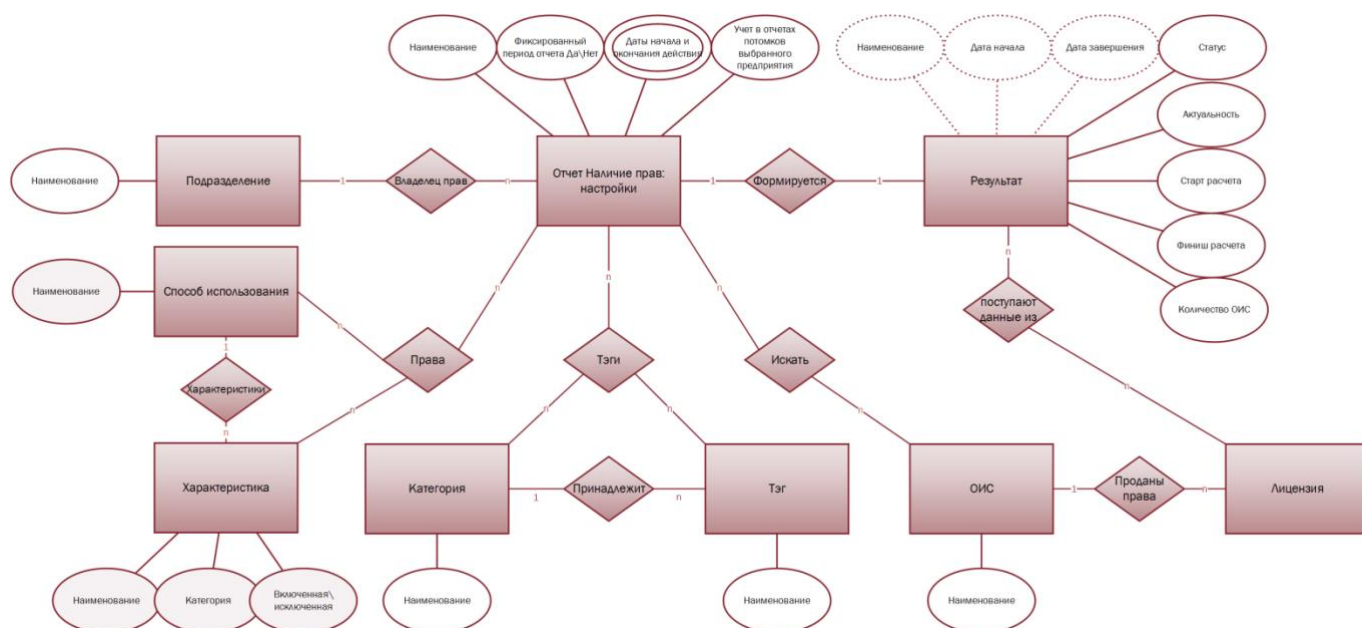 Наименование
Фиксированный
период отчета Да\Нет
Даты начала и
окончания действия
Учет в отчетах
потомков
выбранного
предприятия
Наименование
Дата начала
Дата завершения
Статус
Актуальность
Наименование
Подразделение
1
Владелец прав
n
Отчет Наличие прав:
настройки
1
Формируется
1
Результат
Старт расчета
Финиш расчета
Количество ОИС
Наименование
Способ использования
n
n
n
n
n
поступают
данные из
1
Характеристики
n
Права
Тэги
Искать
n
n
n
n
n
Характеристика
Категория
1
Принадлежит
n
Тэг
ОИС
1
Проданы
права
n
Лицензия
Наименование
Категория
Включенная\
исключенная
Наименование
Наименование
Наименование